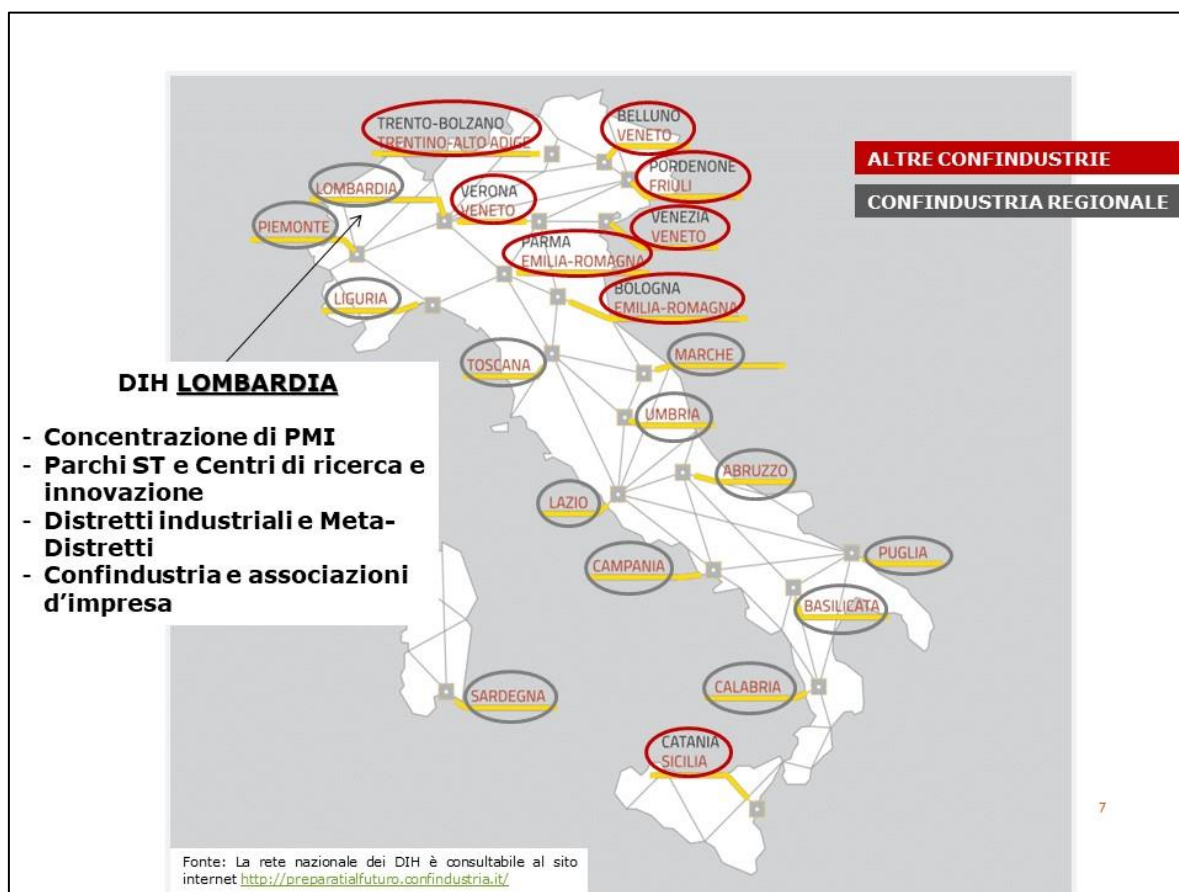 TRENTO-BOLZANO
TRENTINO-ALTO ADIGE
BELLUNO
VENETO
ALTRE CONFINDUSTRIE
CONFINDUSTRIA REGIONALE
PORDENONE
FRIULI
LOMBARDIA
VERONA
VENETO
VENEZIA
VENETO
PIEMONTE
PARMA
EMILIA-ROMAGNA
LIGURIA
BOLOGNA
EMILIA-ROMAGNA
TOSCANA
MARCHE
DIH LOMBARDIA
- Concentrazione di PMI
- Parchi ST e Centri di ricerca e
innovazione
- Distretti industriali e Meta-
Distretti
- Confindustria e associazioni
d’impresa
UMBRIA
ABRUZZO
LAZIO
PUGLIA
CAMPANIA
BASILICATA
CALABRIA
SARDEGNA
CATANIA
SICILIA
7
Fonte: La rete nazionale dei DIH è consultabile al sito
internet http://preparatialfuturo.confindustria.it/